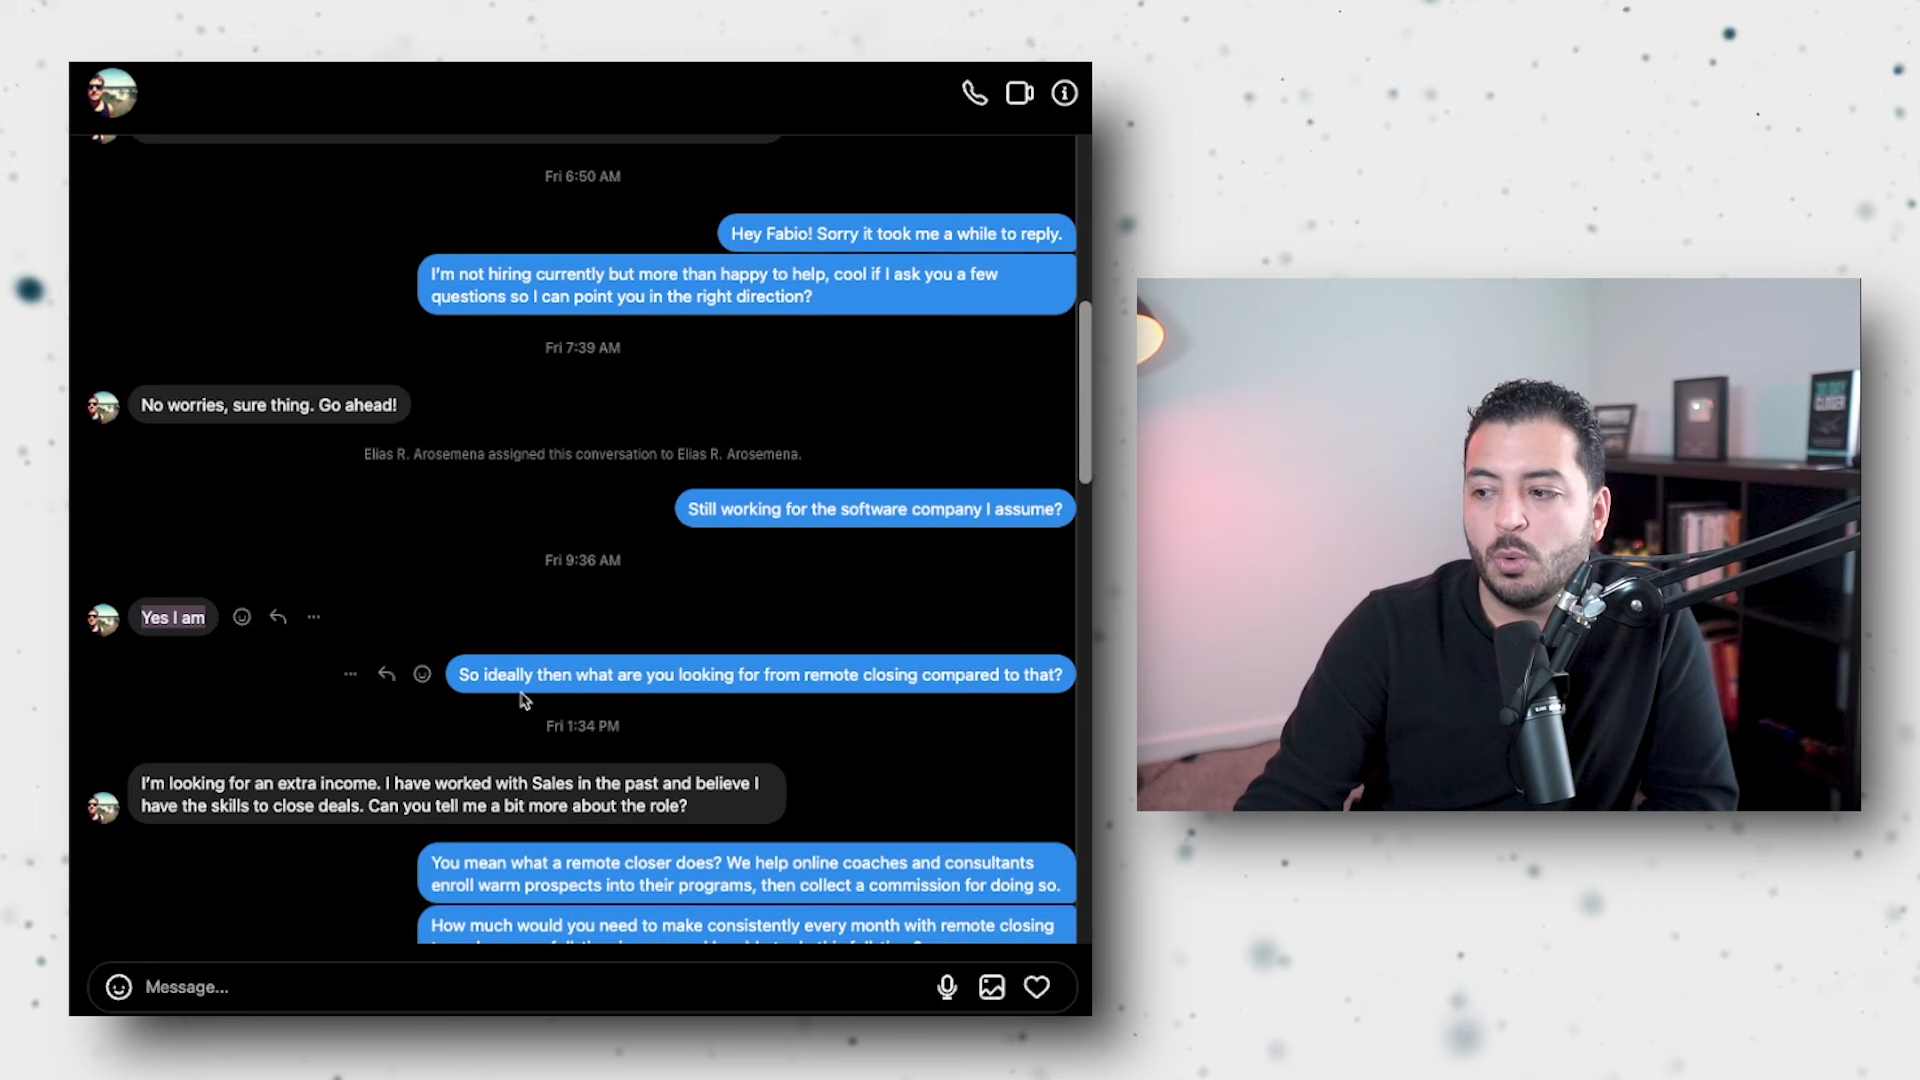 Fri 6:50 AM
Hey Fabio! Sorry it took me a while to reply.
I'm not hiring currently but more than happy to help, cool if I ask you a few
questions so I can point you in the right direction?
Fri 7:39 AM
No worries, sure thing. Go ahead!
Elias R. Arosemena assigned this conversation to Elias R. Arosemena.
Still working for the software company I assume?
Fri 9:36 AM
Yes I am
So ideally then what are you looking for from remote closing compared to that?
Fri 1:34 PM
I'm looking for an extra income. I have worked with Sales in the past and believe I
have the skills to close deals. Can you tell me a bit more about the role?
You mean what a remote closer does? We help online coaches and consultants
enroll warm prospects into their programs, then collect a commission for doing so.
How much would you need to make consistently every month with remote closing
Message...
CLOSER